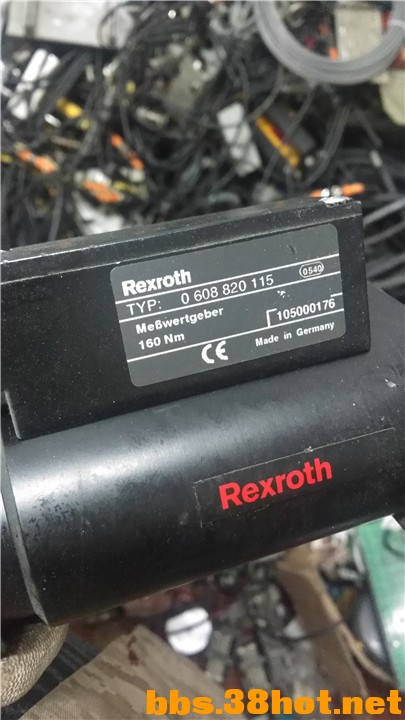 Rexroth
TYP: 0 608 820 115 0540
Meßwertgeber 105000176
160 Nm Made in Germany
CE
Rexroth
bbs.38hot.net